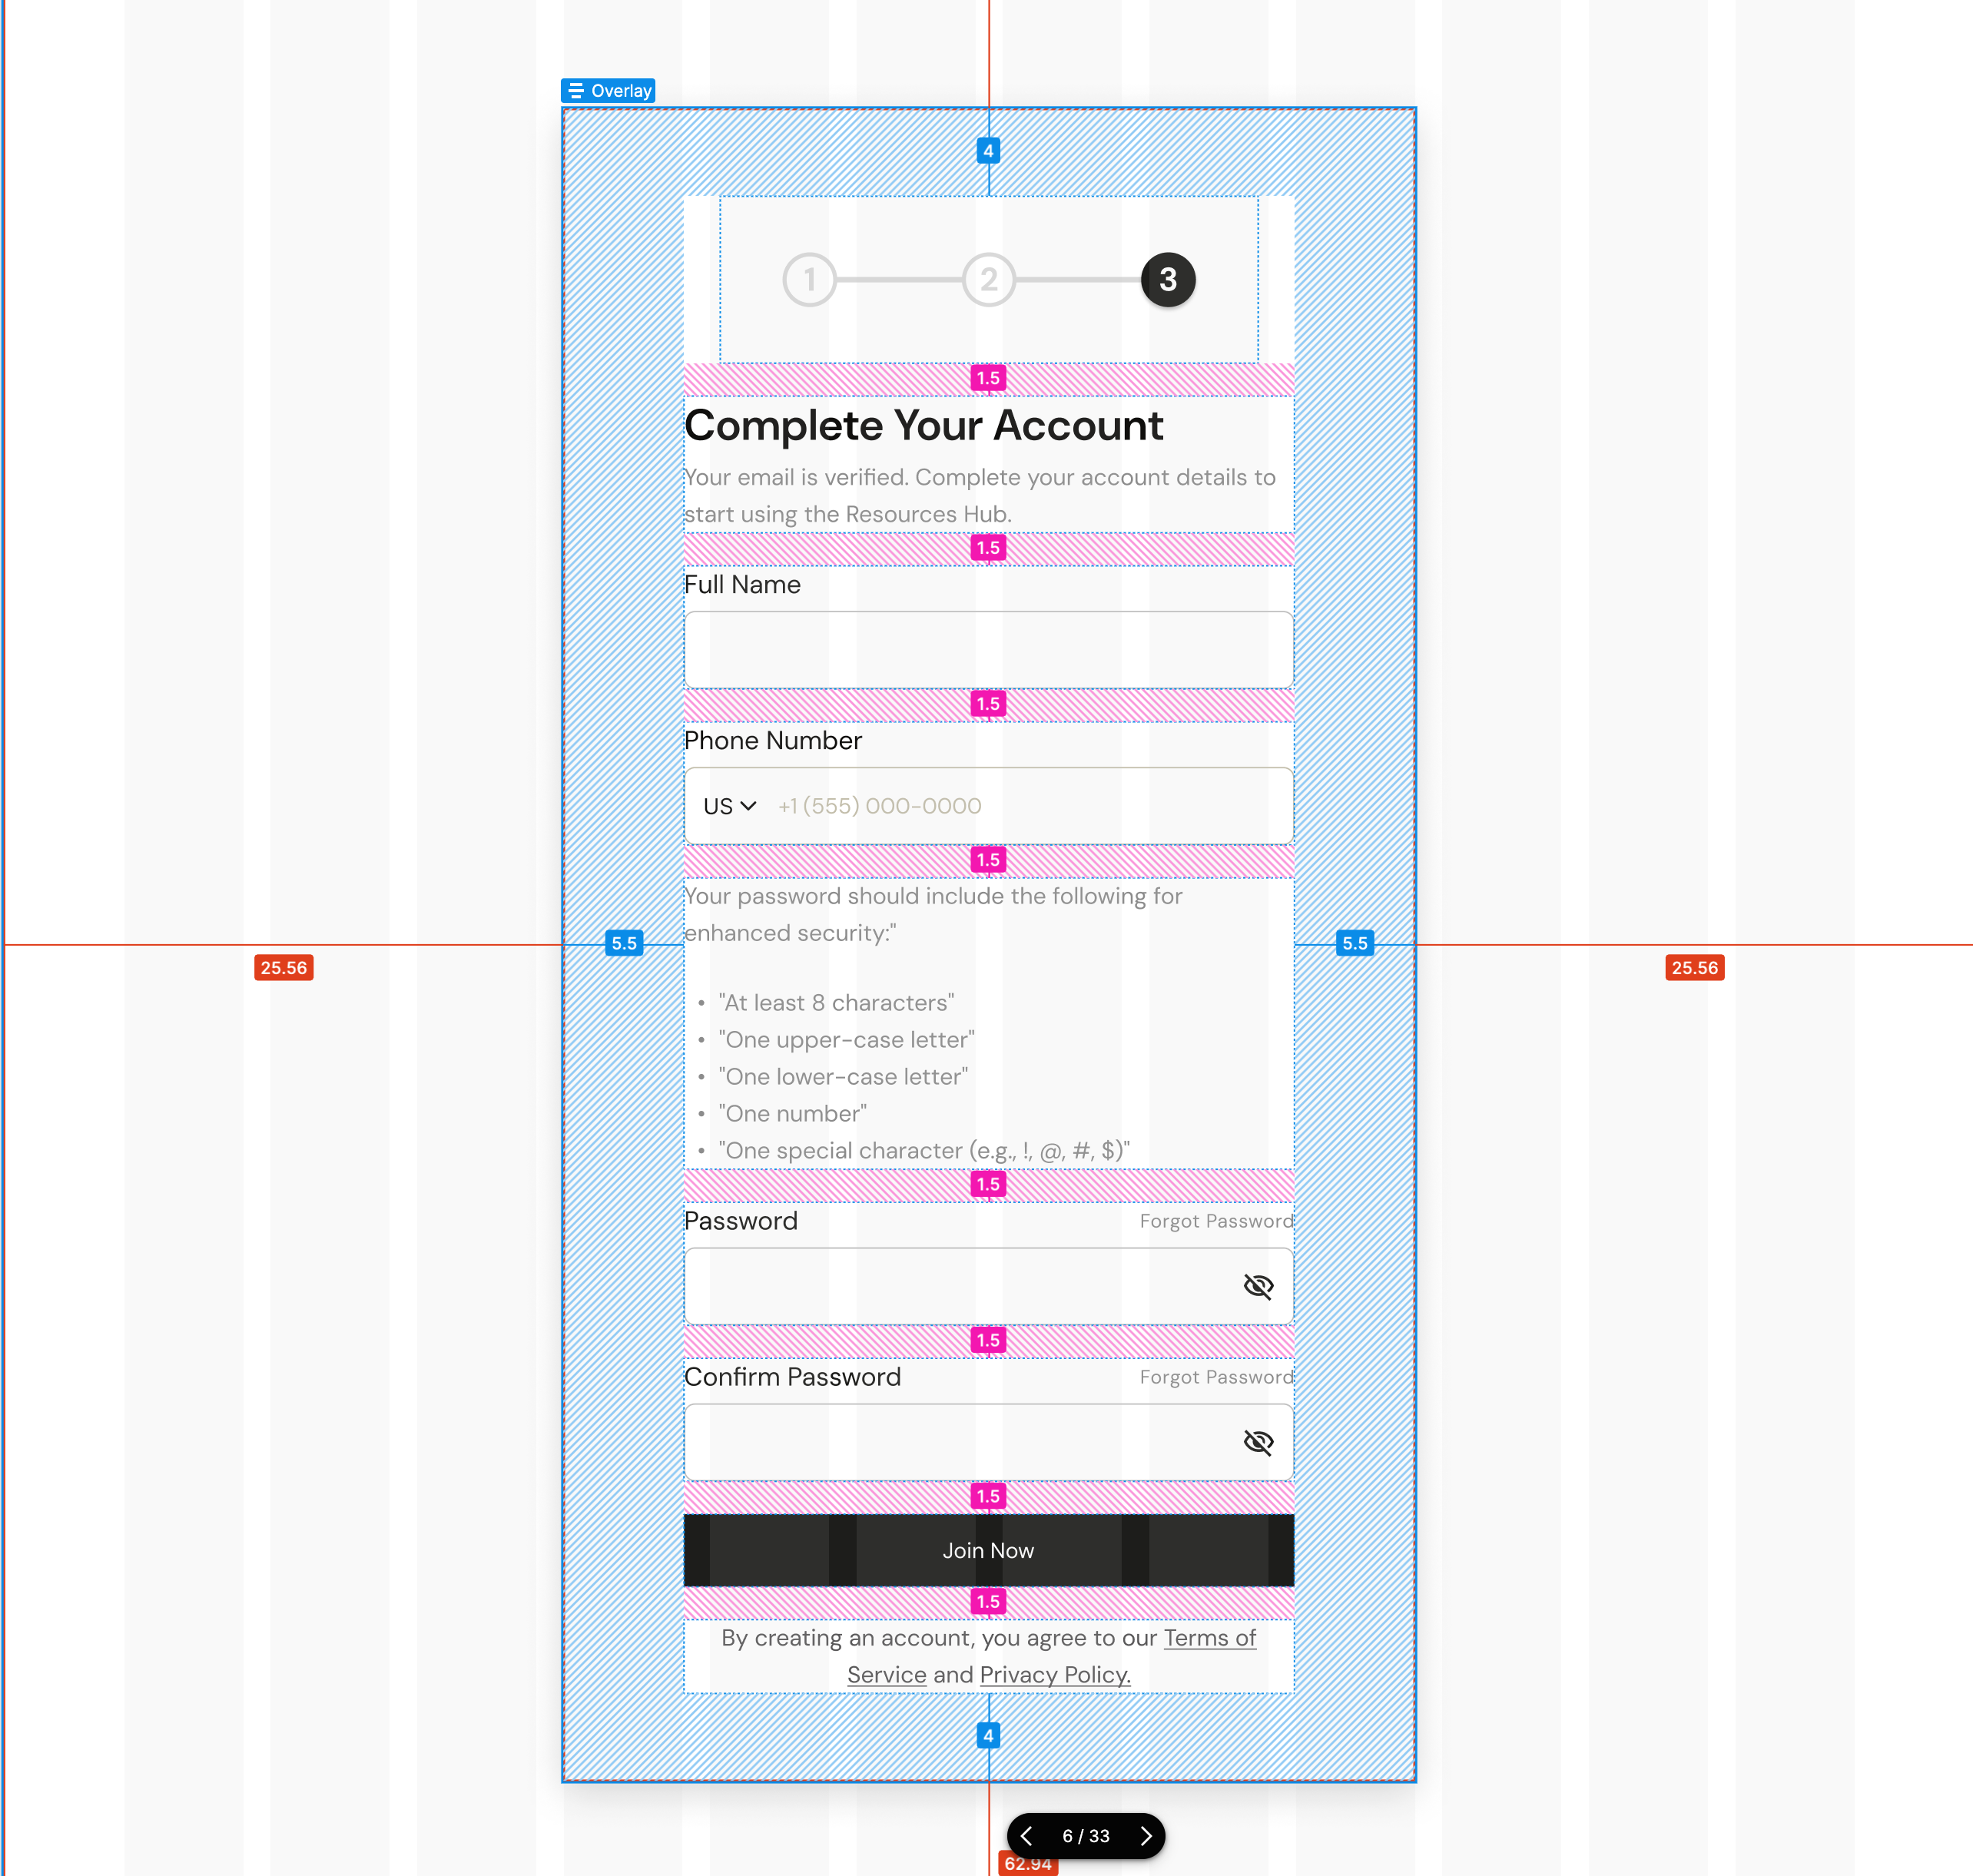 Overlay
4
1 2 3
1.5
Complete Your Account
Your email is verified. Complete your account details to
start using the Resources Hub.
1.5
Full Name
1.5
Phone Number
US +1 (555) 000-0000
1.5
Your password should include the following for
enhanced security:"
5.5 5.5
25.56 25.56
• "At least 8 characters"
• "One upper-case letter"
• "One lower-case letter"
• "One number"
• "One special character (e.g., !, @, #, $)"
1.5
Password Forgot Password
1.5
Confirm Password Forgot Password
1.5
Join Now
1.5
By creating an account, you agree to our Terms of
Service and Privacy Policy.
4
6 / 33
62.94